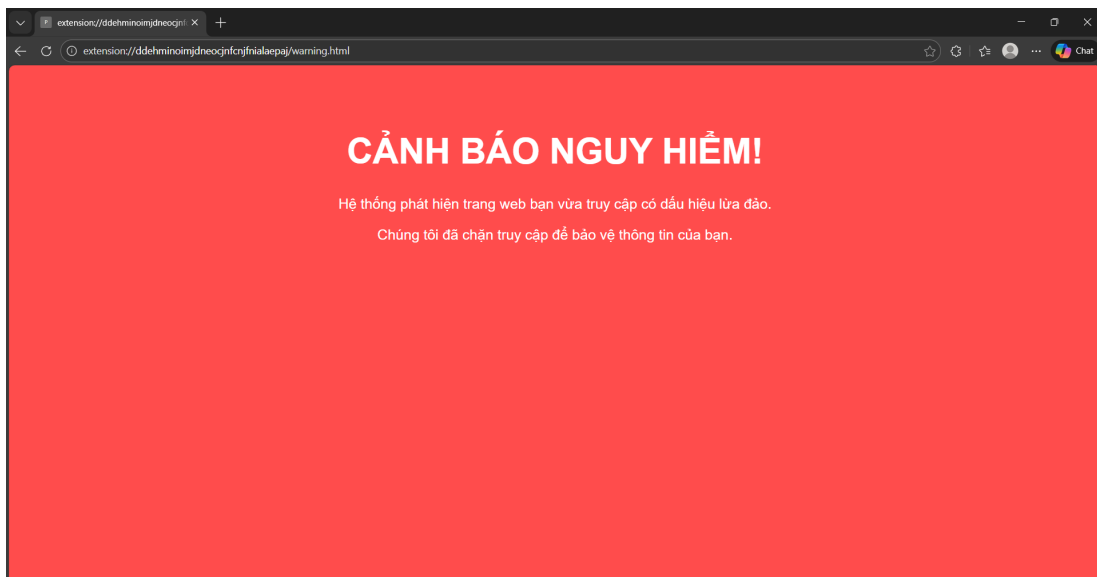 extension://ddehminoimjdneocjnf
extension://ddehminoimjdneocjnfcnjfnialaepaj/warning.html
Chat
CẢNH BÁO NGUY HIỂM!
Hệ thống phát hiện trang web bạn vừa truy cập có dấu hiệu lừa đảo.
Chúng tôi đã chặn truy cập để bảo vệ thông tin của bạn.